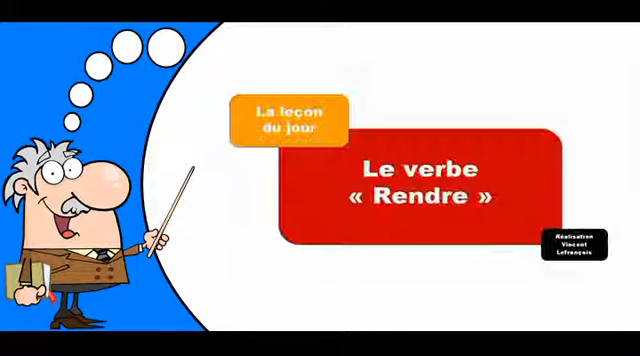 La leçon
du jour
Le verbe
« Rendre »
Réalisation
Vincent
Lefrançois